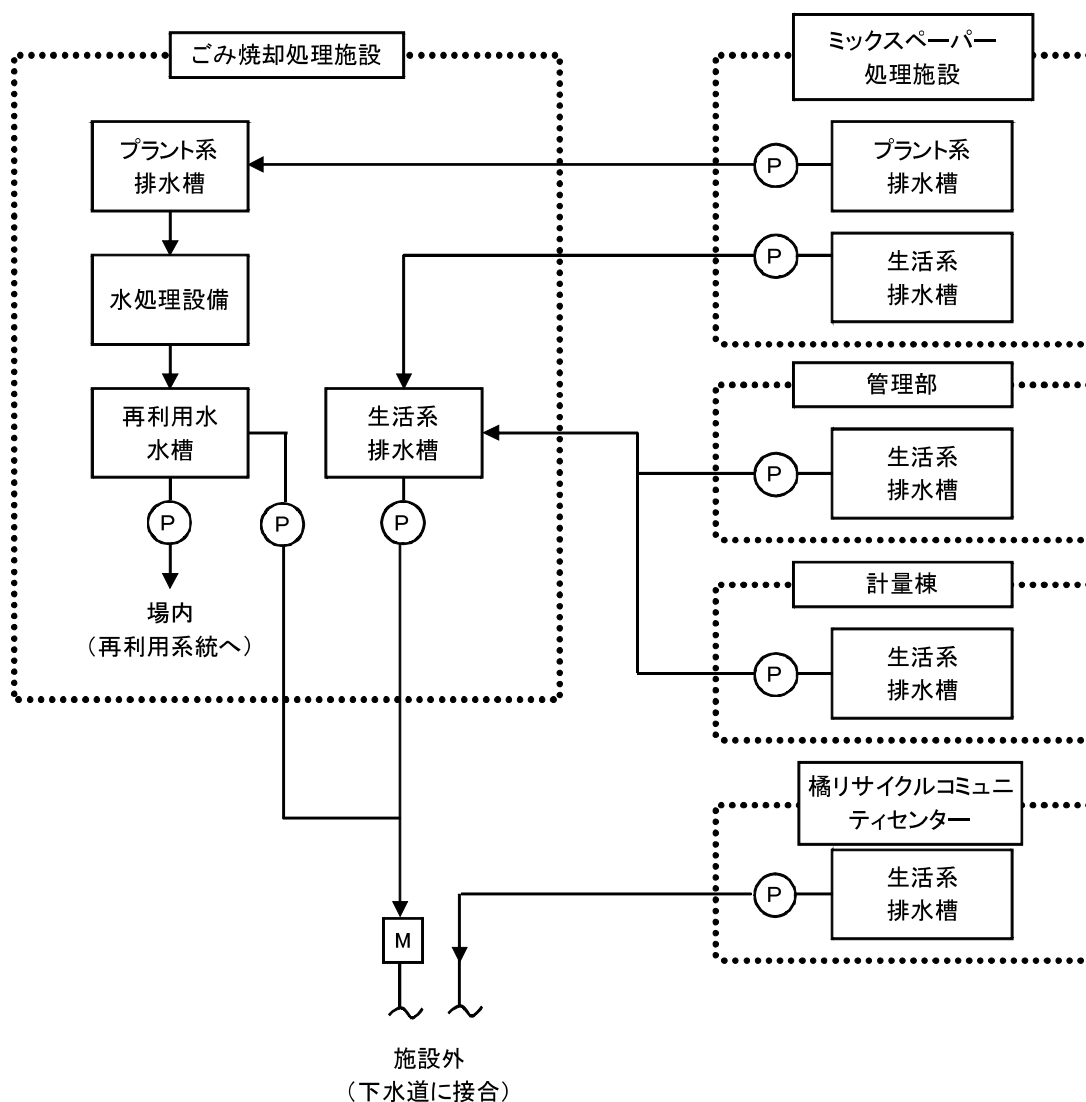 ごみ焼却処理施設
プラント系
排水槽
水処理設備
再利用水
水槽
生活系
排水槽
P
P
P
場内
（再利用系統へ）
ミックスペーパー
処理施設
P
プラント系
排水槽
P
生活系
排水槽
管理部
P
生活系
排水槽
計量棟
P
生活系
排水槽
橘リサイクルコミュニ
ティセンター
P
生活系
排水槽
M
施設外
（下水道に接合）